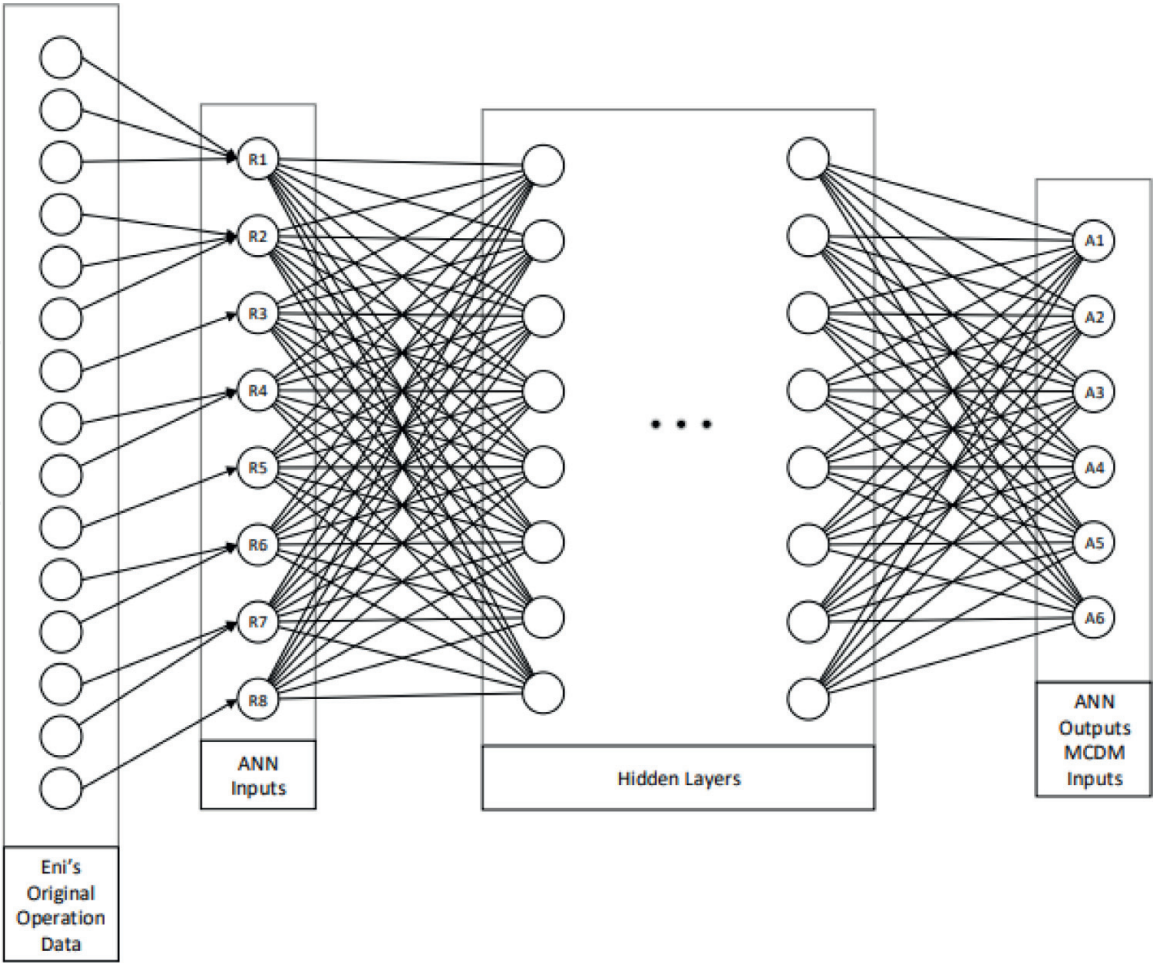 R1
R2
R3
R4
R5
R6
R7
R8
A1
A2
A3
A4
A5
A6
Eni's
Original
Operation
Data
ANN
Inputs
Hidden Layers
ANN
Outputs
MCDM
Inputs